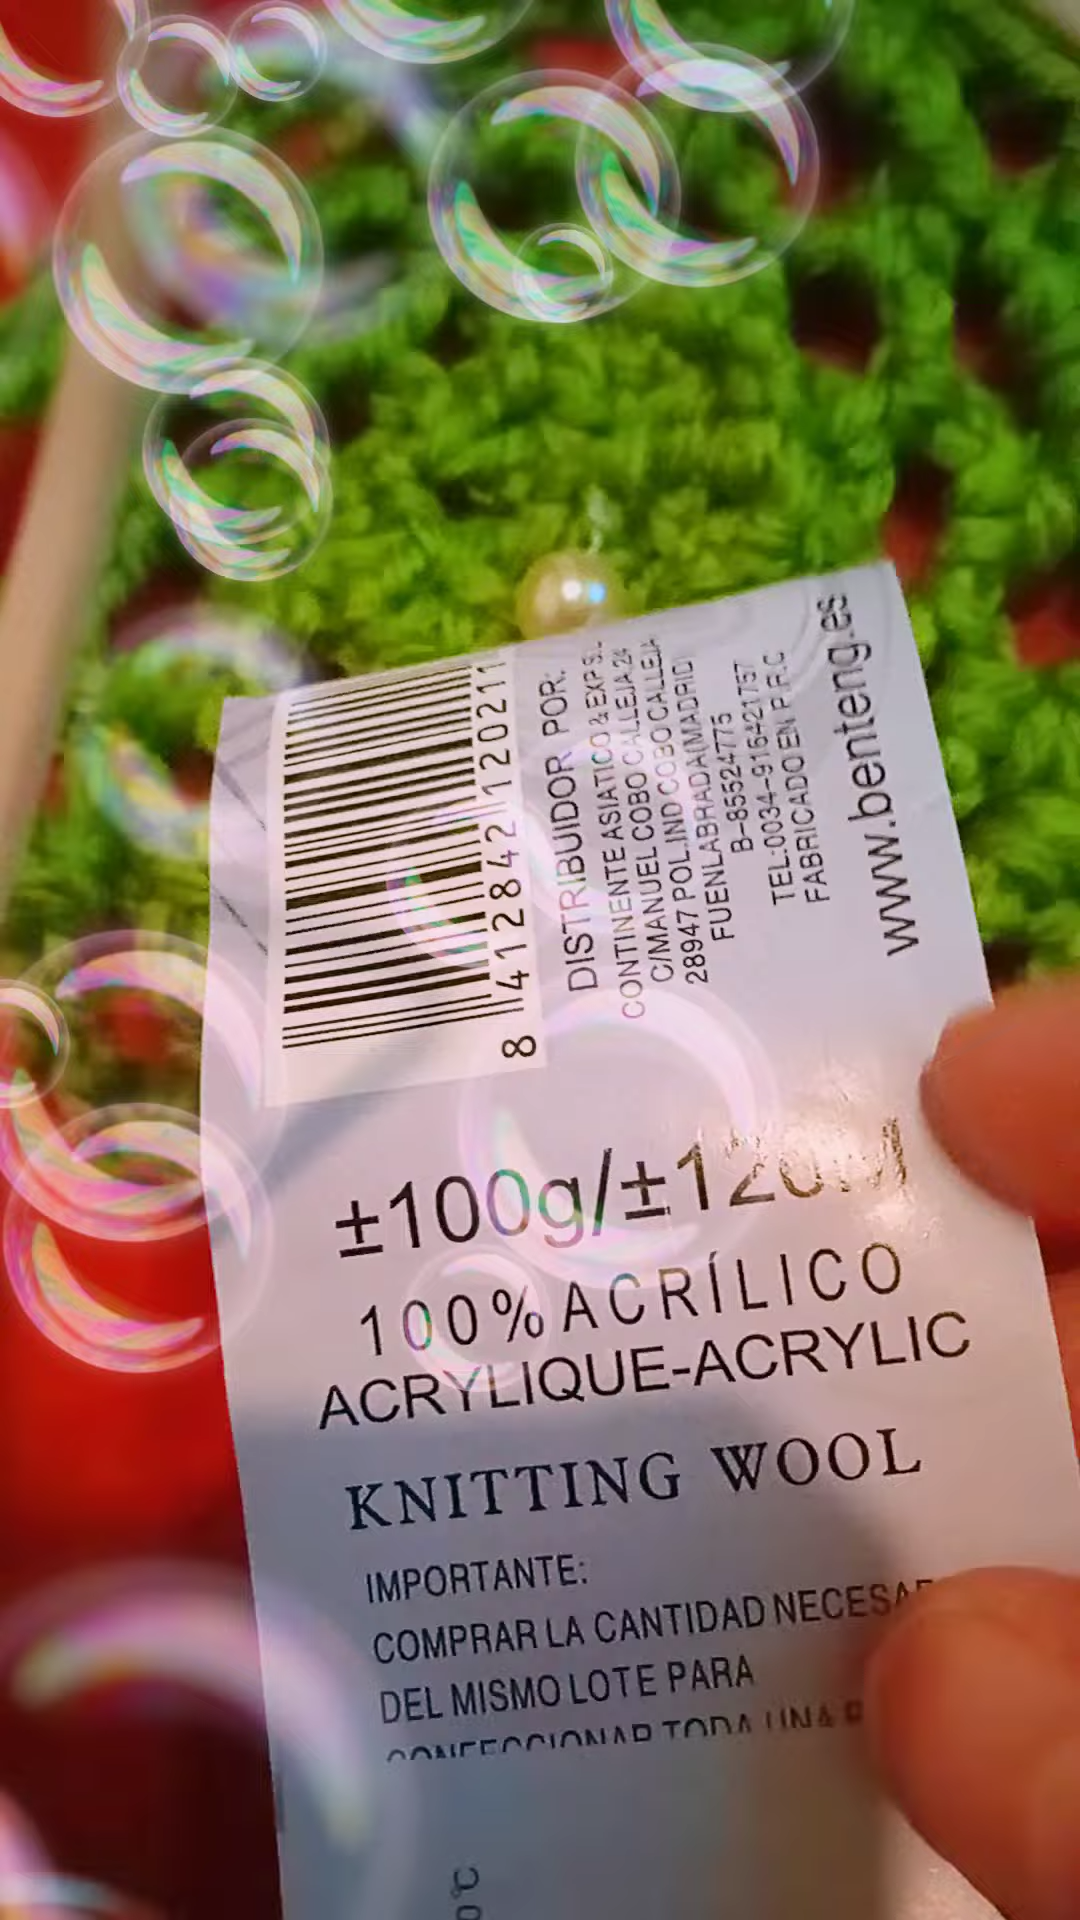 8 412842 120211
DISTRIBUIDOR POR:
CONTINENTE ASIATICO & EXP S.L
C/MANUEL COBO CALLEJA 24
28947 POL.IND COBO CALLEJA
FUENLABRADA(MADRID)
B-85524775
TEL:0034-916421757
FABRICADO EN P.R.C
www.benteng.es
±100g/±120M
100% ACRÍLICO
ACRYLIQUE-ACRYLIC
KNITTING WOOL
IMPORTANTE:
COMPRAR LA CANTIDAD
DEL MISMO LOTE PARA
CONFECCIONAR TODA UNA